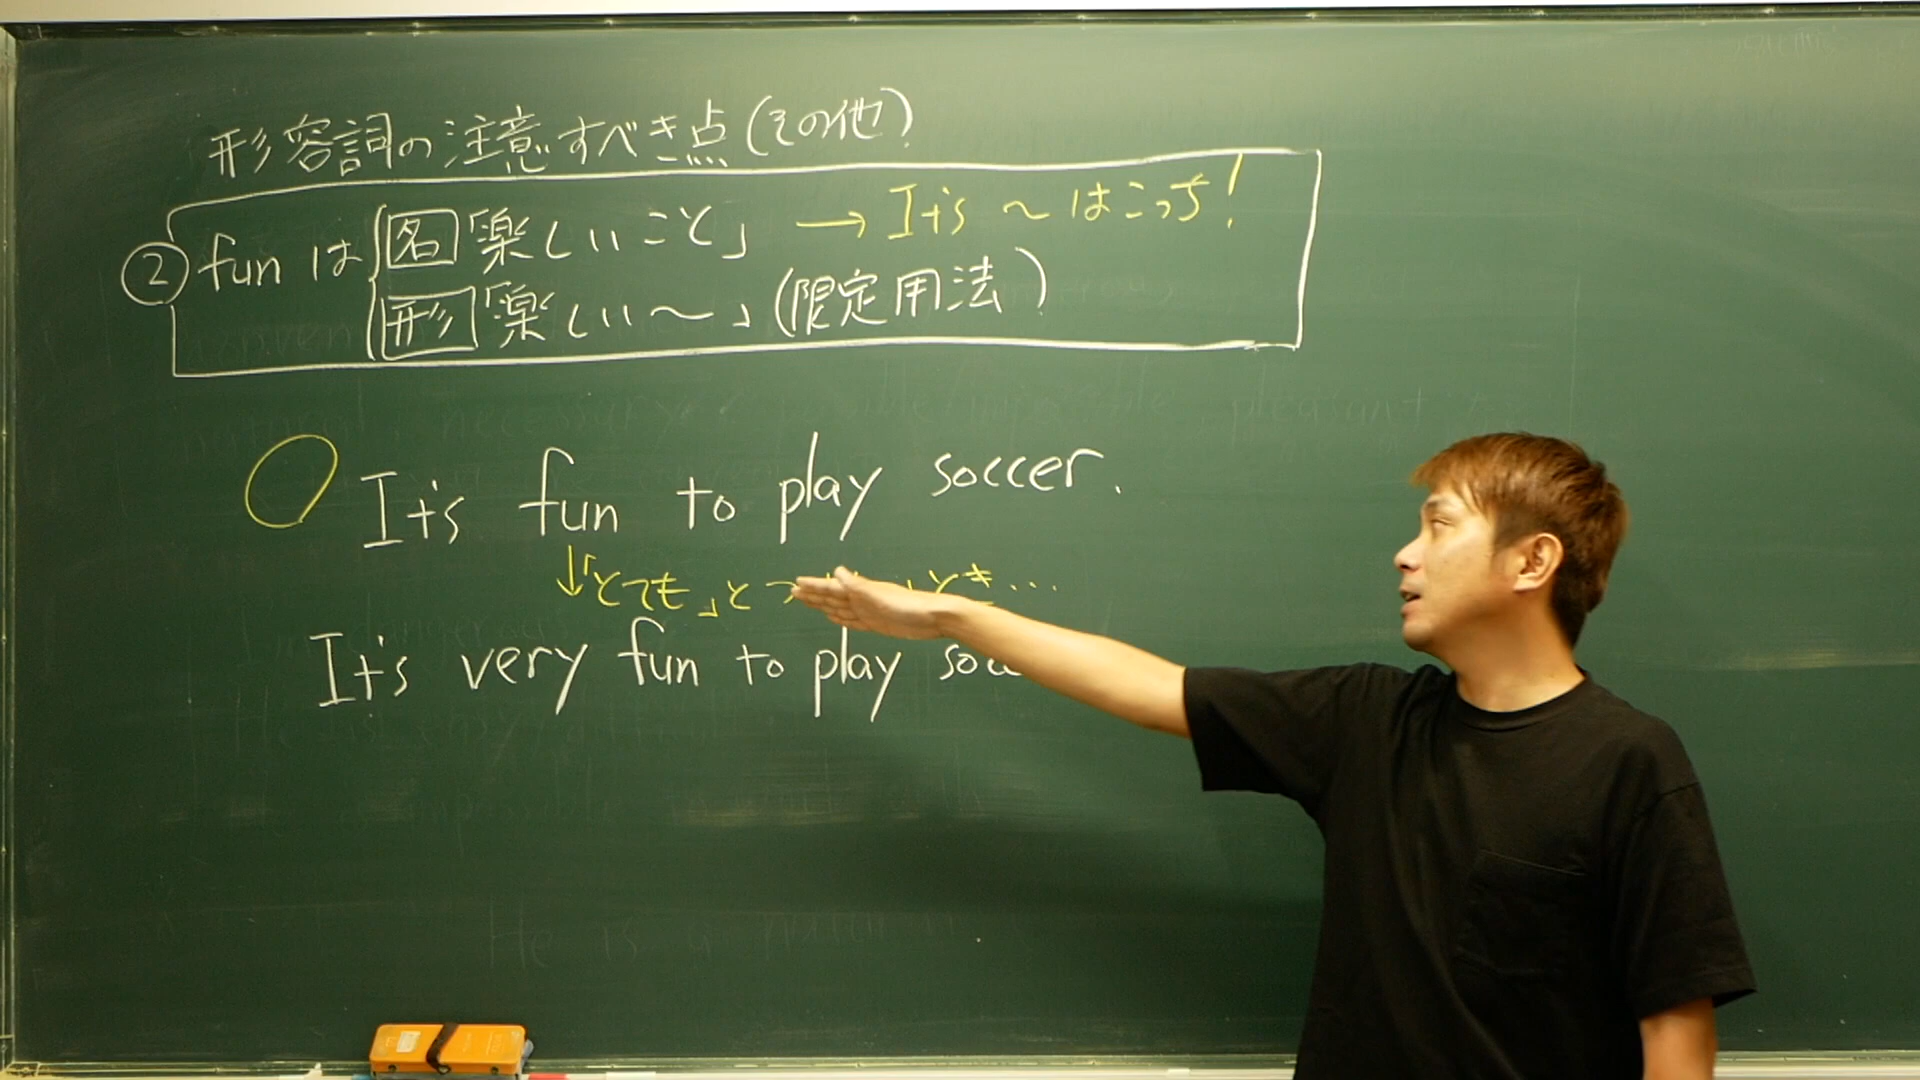 形容詞の注意すべき点(その他)
② fun は 名「楽しいこと」 → It's ～ はこっち!
形「楽しい～」(限定用法)
It's fun to play soccer.
↓「とても」と とき...
It's very fun to play